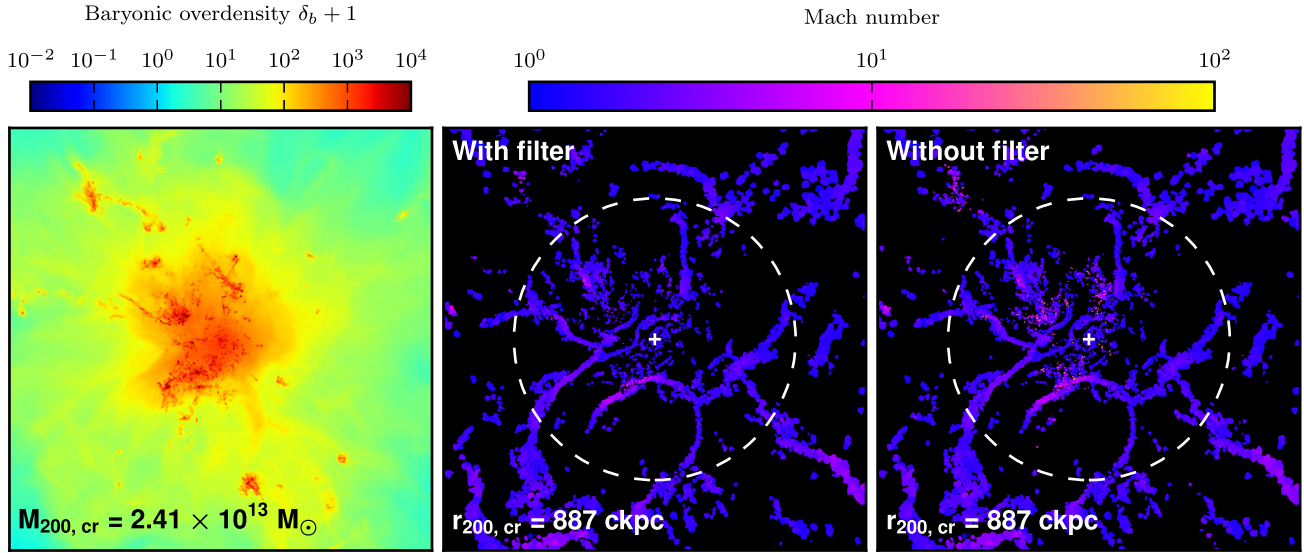 Baryonic overdensity δ_b + 1
Mach number
10^−2 10^−1 10^0 10^1 10^2 10^3 10^4
10^0 10^1 10^2
With filter
Without filter
M_200, cr = 2.41 × 10^13 M_⊙
r_200, cr = 887 ckpc
r_200, cr = 887 ckpc